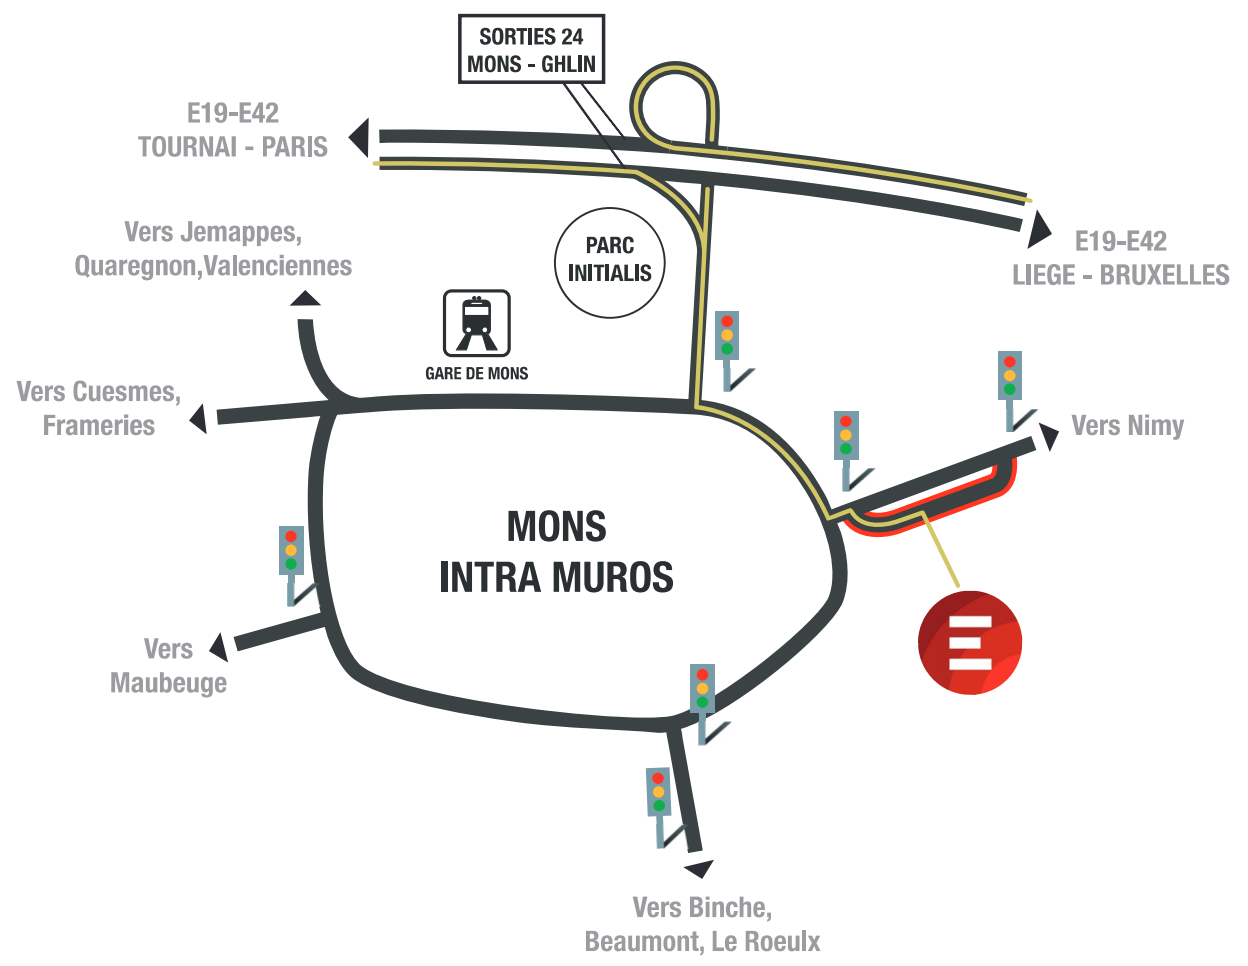 SORTIES 24
MONS - GHLIN
E19-E42
TOURNAI - PARIS
Vers Jemappes,
Quaregnon,Valenciennes
PARC
INITIALIS
E19-E42
LIEGE - BRUXELLES
GARE DE MONS
Vers Cuesmes,
Frameries
Vers Nimy
MONS
INTRA MUROS
E
Vers
Maubeuge
Vers Binche,
Beaumont, Le Roeulx